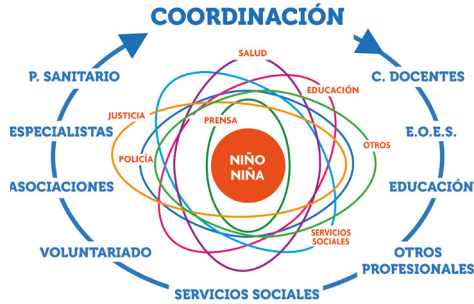 COORDINACIÓN
SALUD
P. SANITARIO
C. DOCENTES
EDUCACIÓN
JUSTICIA
PRENSA
ESPECIALISTAS
E.O.E.S.
OTROS
POLICÍA
NIÑO
NIÑA
ASOCIACIONES
EDUCACIÓN
SERVICIOS
SOCIALES
VOLUNTARIADO
OTROS
PROFESIONALES
SERVICIOS SOCIALES